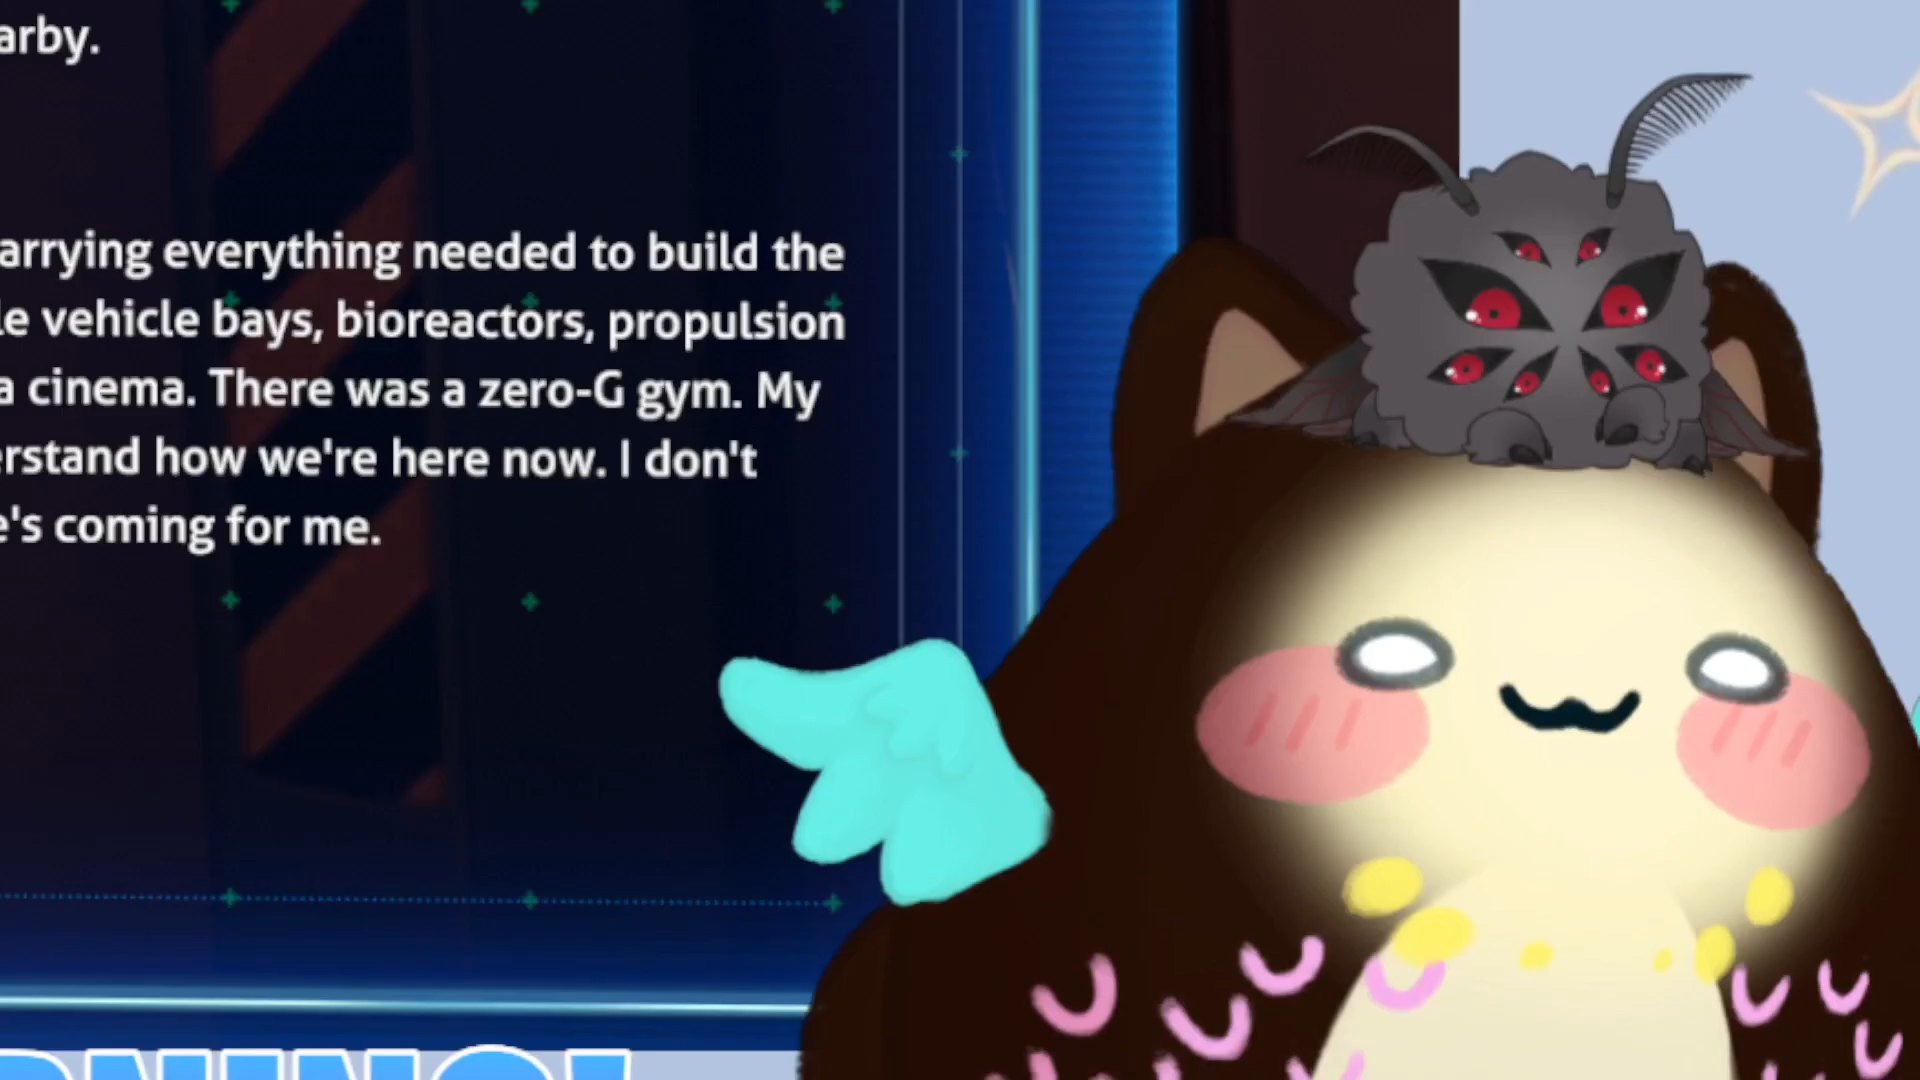 arby.
arrying everything needed to build the
le vehicle bays, bioreactors, propulsion
a cinema. There was a zero-G gym. My
erstand how we're here now. I don't
e's coming for me.
RNING!